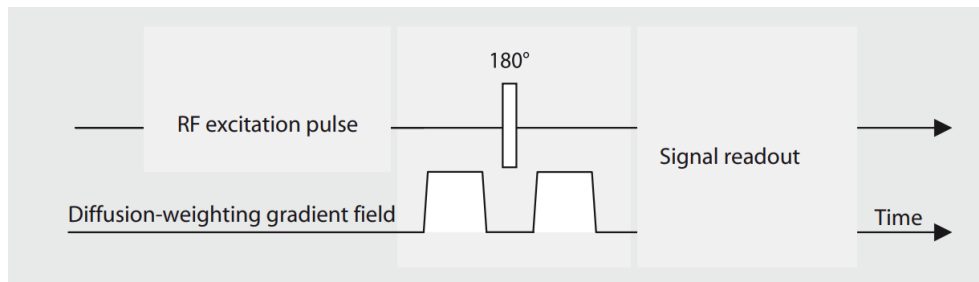 180°
RF excitation pulse
Signal readout
Diffusion-weighting gradient field
Time